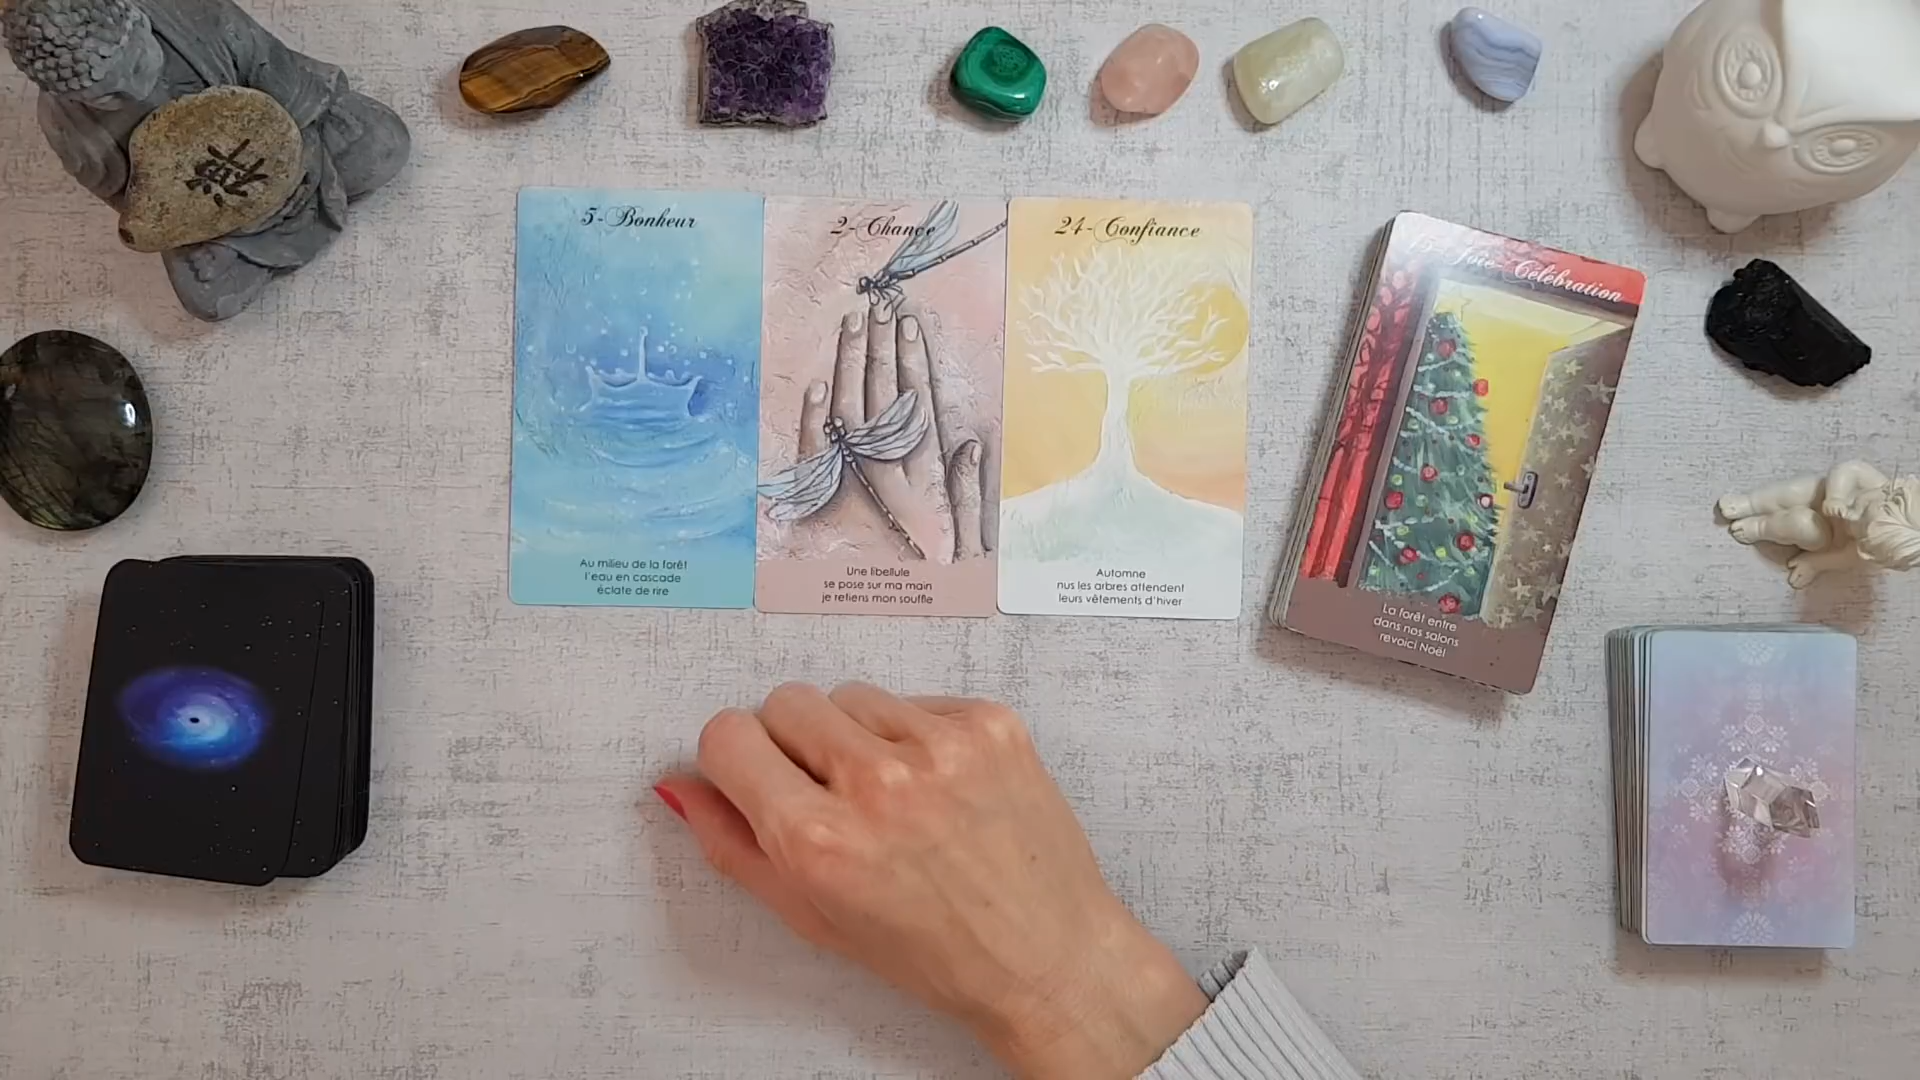 5-Bonheur
Au milieu de la forêt
l'eau en cascade
éclate de rire
2-Chance
Une libellule
se pose sur ma main
je retiens mon souffle
24-Confiance
Automne
nus les arbres attendent
leurs vêtements d'hiver
15-Joie-Célébration
La forêt entre
dans nos salons
revoici Noël